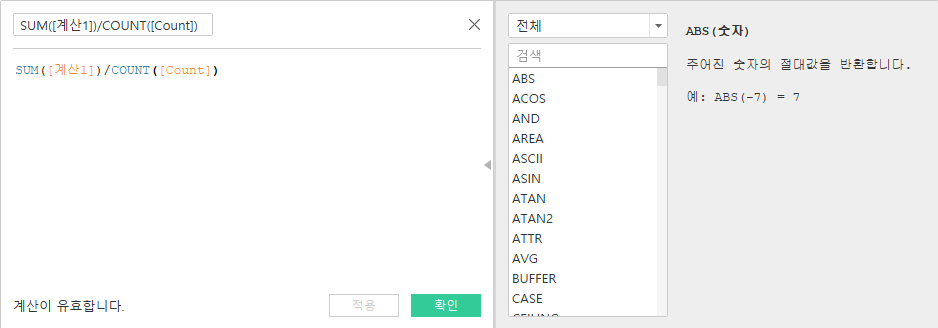 SUM([계산1])/COUNT([Count])
SUM([계산1])/COUNT([Count])
계산이 유효합니다.
적용
확인
전체
검색
ABS
ACOS
AND
AREA
ASCII
ASIN
ATAN
ATAN2
ATTR
AVG
BUFFER
CASE
CEILING
ABS(숫자)
주어진 숫자의 절대값을 반환합니다.
예: ABS(-7) = 7